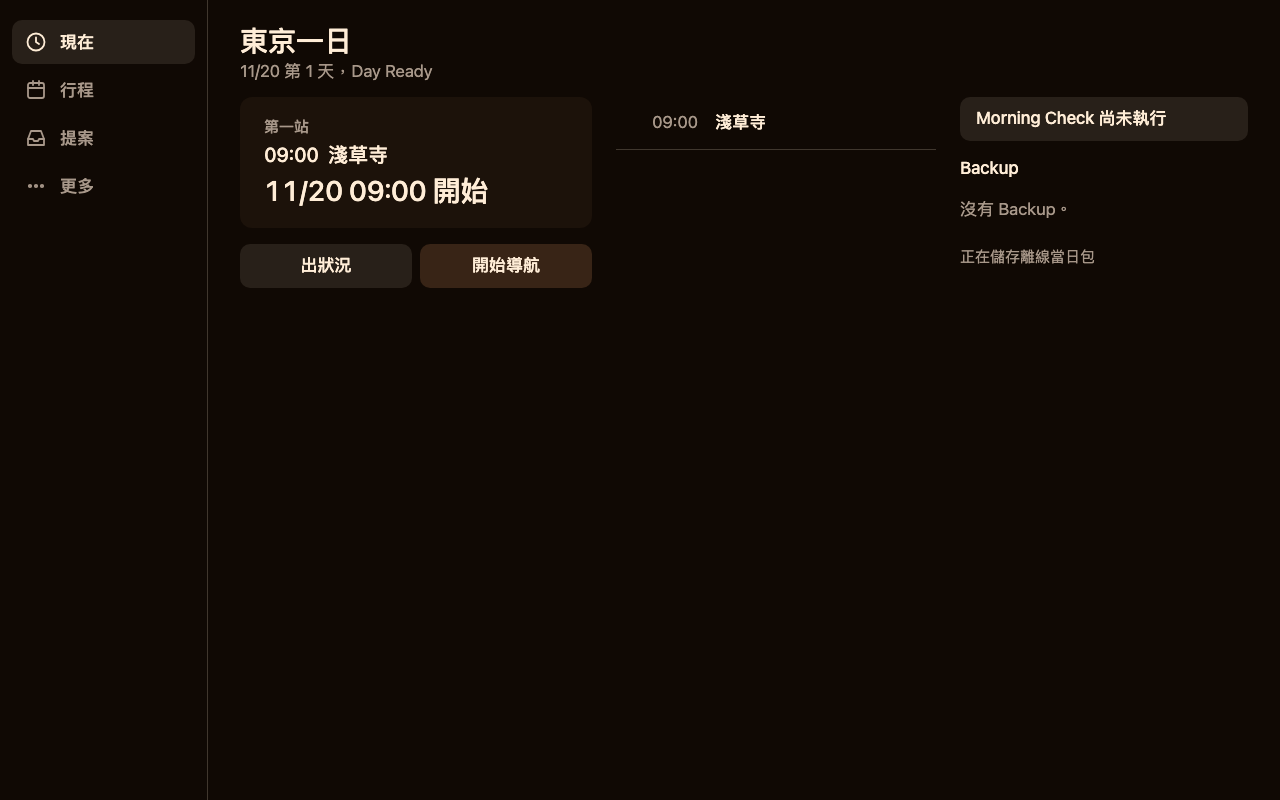 現在
行程
提案
更多
東京一日
11/20 第 1 天，Day Ready
第一站
09:00 淺草寺
11/20 09:00 開始
出狀況
開始導航
09:00 淺草寺
Morning Check 尚未執行
Backup
沒有 Backup。
正在儲存離線當日包